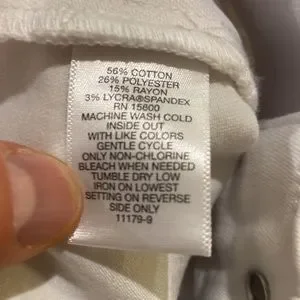 56% COTTON
26% POLYESTER
15% RAYON
3% LYCRA®SPANDEX
RN 15800
MACHINE WASH COLD
INSIDE OUT
WITH LIKE COLORS
GENTLE CYCLE
ONLY NON-CHLORINE
BLEACH WHEN NEEDED
TUMBLE DRY LOW
IRON ON LOWEST
SETTING ON REVERSE
SIDE ONLY
11179-9